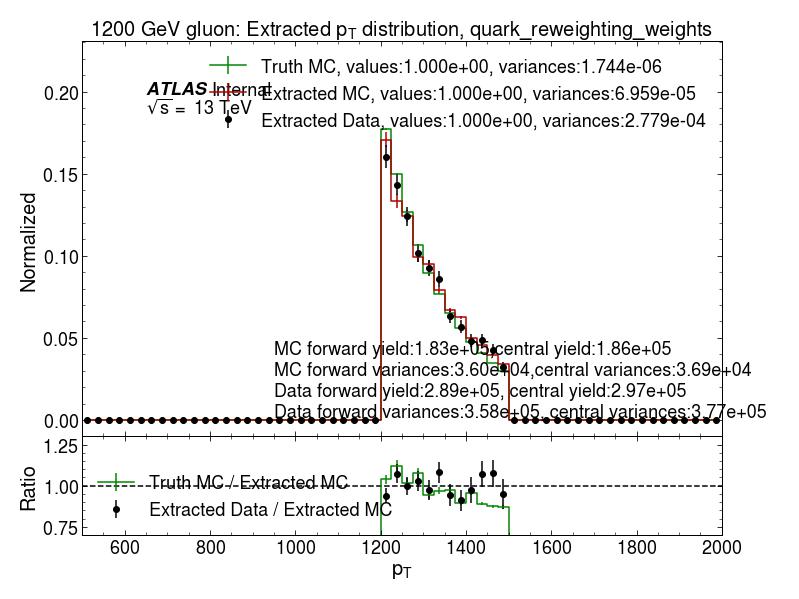 1200 GeV gluon: Extracted pT distribution, quark_reweighting_weights
Truth MC, values:1.000e+00, variances:1.744e-06
ATLAS Internal
Extracted MC, values:1.000e+00, variances:6.959e-05
√s = 13 TeV
Extracted Data, values:1.000e+00, variances:2.779e-04
0.20
0.15
0.10
0.05
0.00
Normalized
MC forward yield:1.83e+05,central yield:1.86e+05
MC forward variances:3.60e+04,central variances:3.69e+04
Data forward yield:2.89e+05, central yield:2.97e+05
Data forward variances:3.58e+05, central variances:3.77e+05
1.25
1.00
0.75
Ratio
Truth MC / Extracted MC
Extracted Data / Extracted MC
600 800 1000 1200 1400 1600 1800 2000
pT